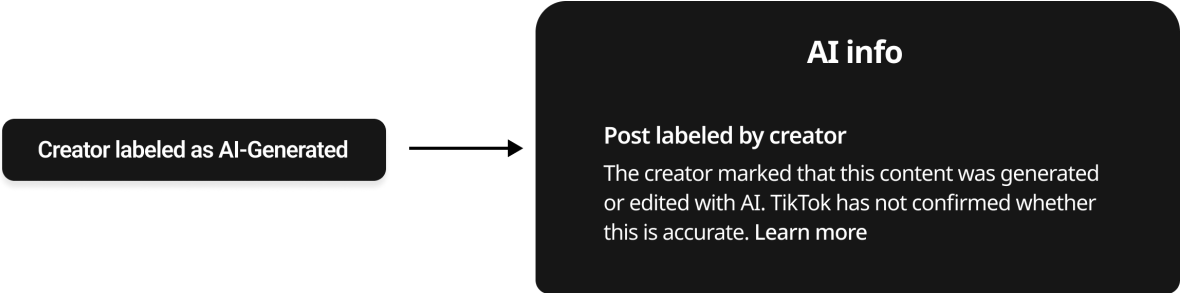 Creator labeled as AI-Generated
AI info
Post labeled by creator
The creator marked that this content was generated
or edited with AI. TikTok has not confirmed whether
this is accurate. Learn more